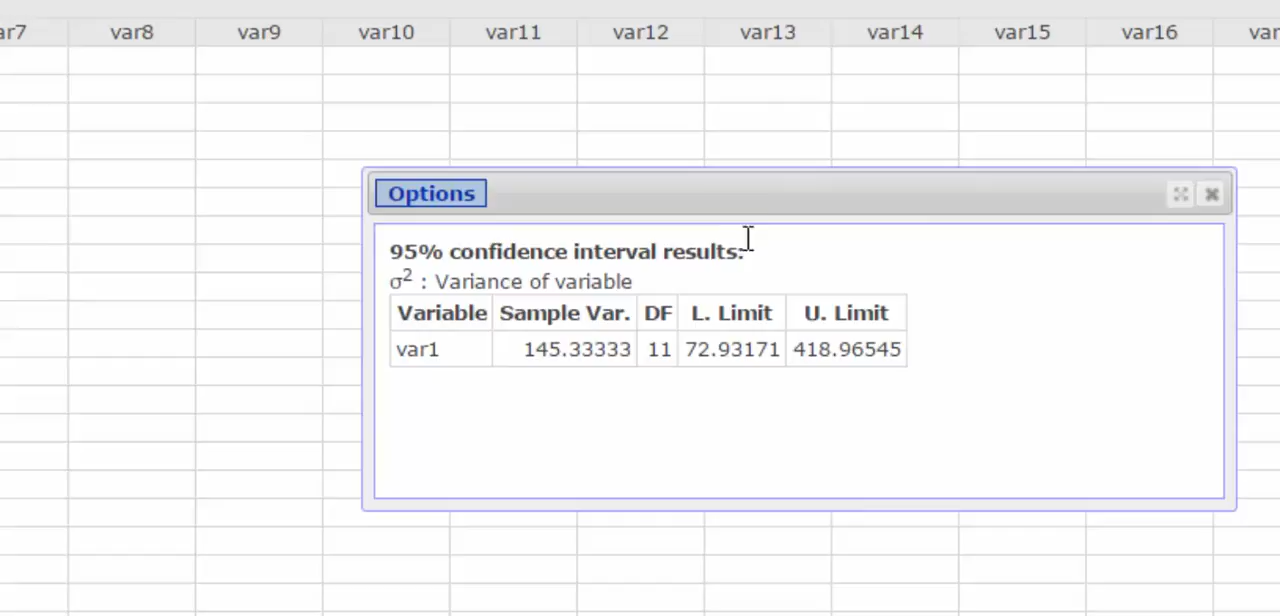 ar7 var8 var9 var10 var11 var12 var13 var14 var15 var16 var
Options
95% confidence interval results:
σ² : Variance of variable
Variable Sample Var. DF L. Limit U. Limit
var1 145.33333 11 72.93171 418.96545